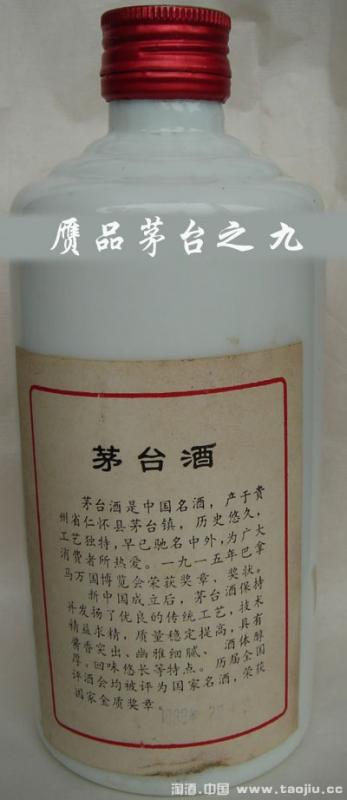 赝品茅台之九
茅台酒
茅台酒是中国名酒，产于贵
州省仁怀县茅台镇，历史悠久，
工艺独特，早已驰名中外，为广大
消费者所热爱。一九一五年巴拿
马万国博览会荣获奖章、奖状。
新中国成立后，茅台酒保持
并发扬了优良的传统工艺，技术
精益求精，质量稳定提高，具有
酱香突出、幽雅细腻、酒体醇
厚、回味悠长等特点。历届全国
评酒会均被评为国家名酒，荣获
国家金质奖章。
淘酒.中国 www.taojiu.cc